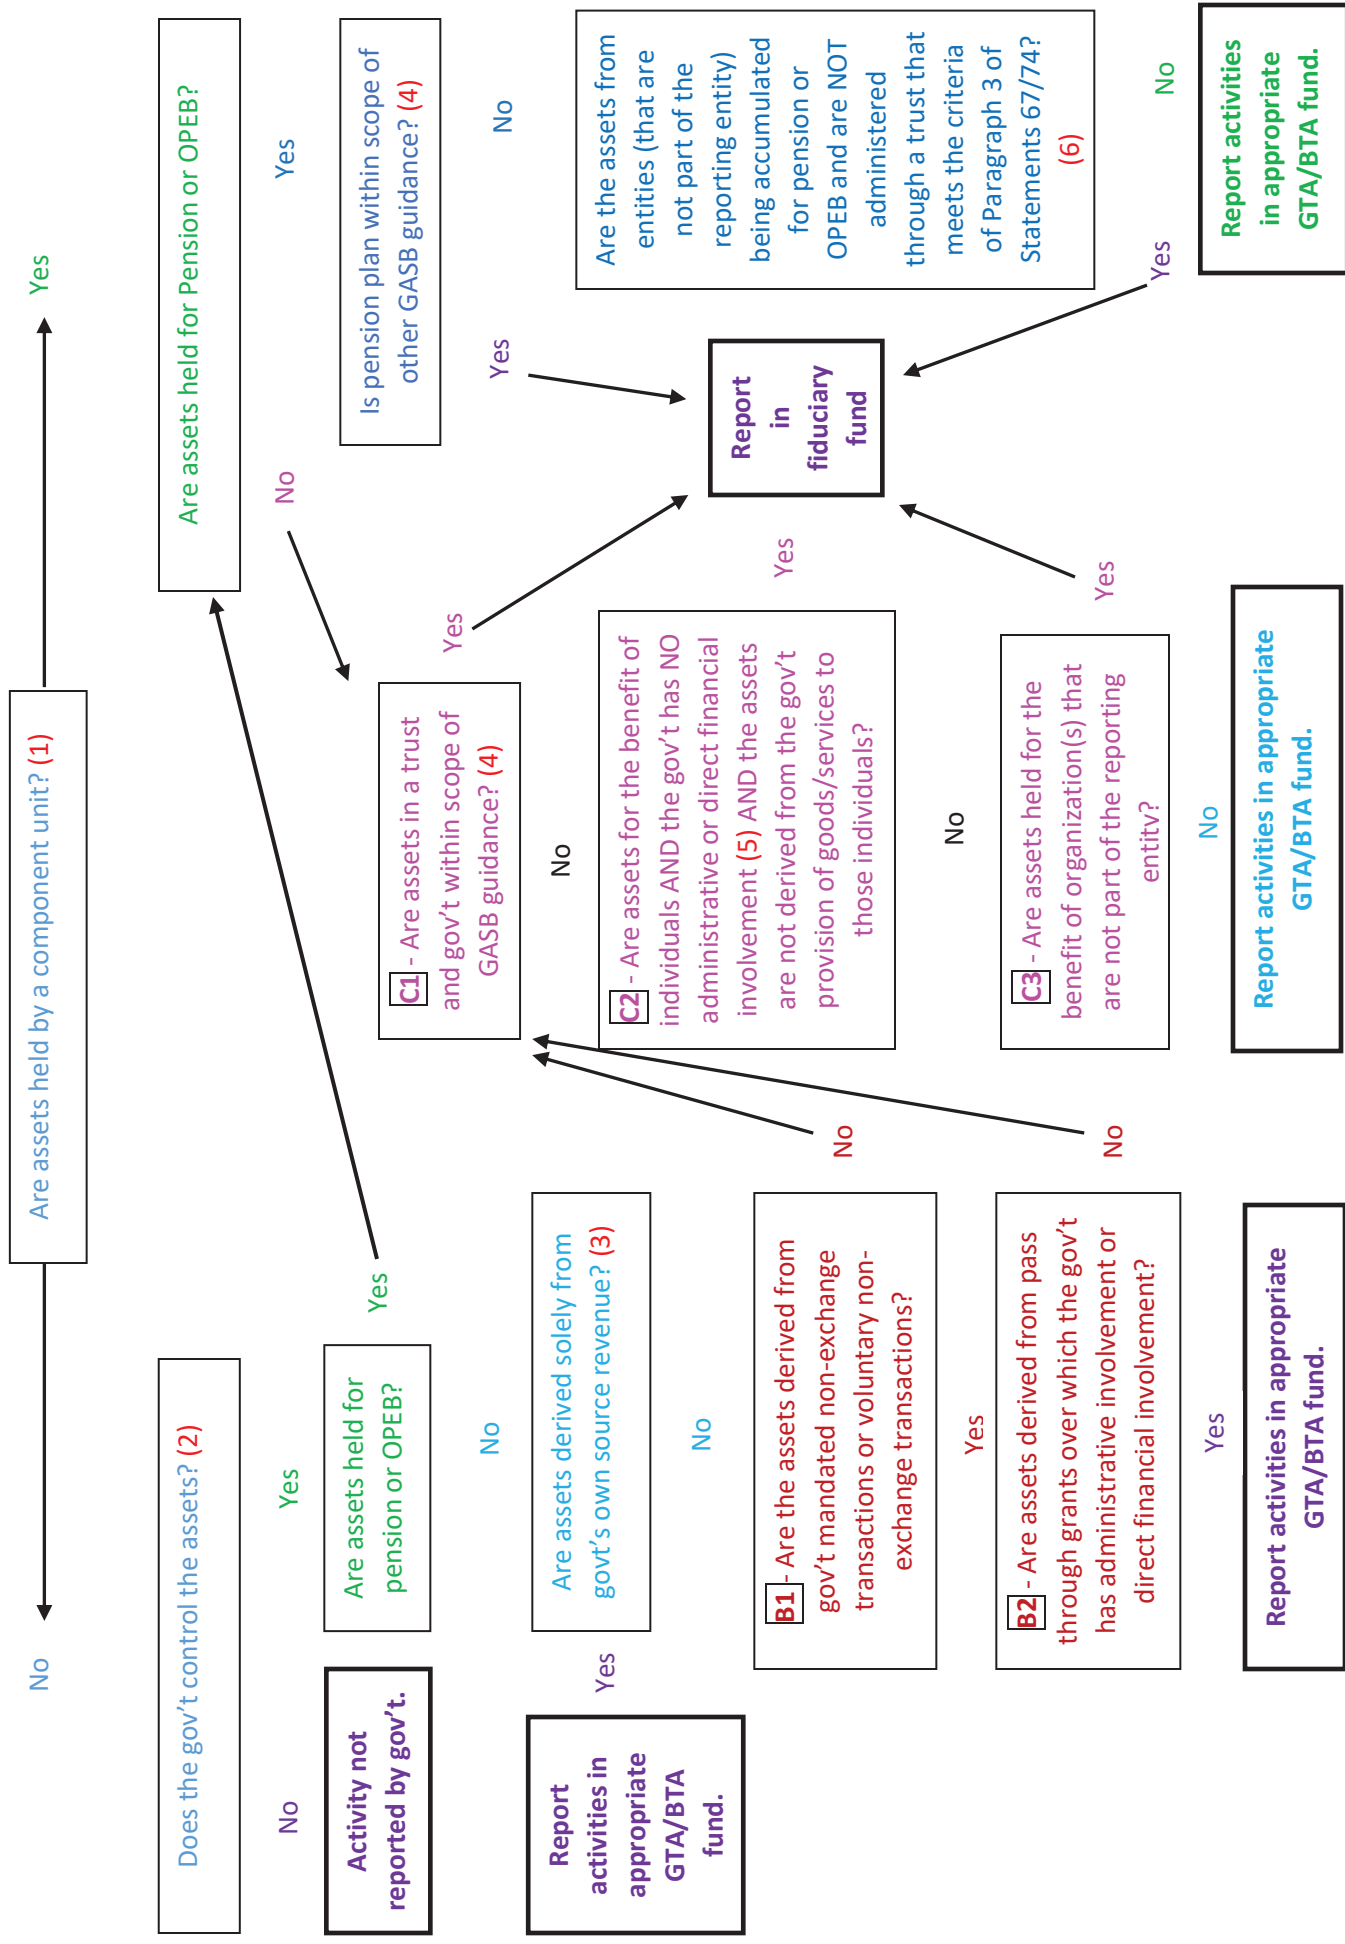 Are assets held by a component unit? (1)
No
Yes
Does the gov't control the assets? (2)
No
Yes
Activity not
reported by gov't.
Are assets held for
pension or OPEB?
Yes
No
Are assets derived solely from
govt's own source revenue? (3)
Yes
No
Report
activities in
appropriate
GTA/BTA
fund.
B1 - Are the assets derived from
gov't mandated non-exchange
transactions or voluntary non-
exchange transactions?
No
Yes
B2 - Are assets derived from pass
through grants over which the gov't
has administrative involvement or
direct financial involvement?
No
Yes
Report activities in appropriate
GTA/BTA fund.
Are assets held for Pension or OPEB?
No
Yes
C1 - Are assets in a trust
and gov't within scope of
GASB guidance? (4)
Yes
No
C2 - Are assets for the benefit of
individuals AND the gov't has NO
administrative or direct financial
involvement (5) AND the assets
are not derived from the gov't
provision of goods/services to
those individuals?
Yes
No
C3 - Are assets held for the
benefit of organization(s) that
are not part of the reporting
entity?
Yes
No
Report activities in appropriate
GTA/BTA fund.
Is pension plan within scope of
other GASB guidance? (4)
Yes
No
Report
in
fiduciary
fund
Are the assets from
entities (that are
not part of the
reporting entity)
being accumulated
for pension or
OPEB and are NOT
administered
through a trust that
meets the criteria
of Paragraph 3 of
Statements 67/74?
(6)
Yes
No
Report activities
in appropriate
GTA/BTA fund.